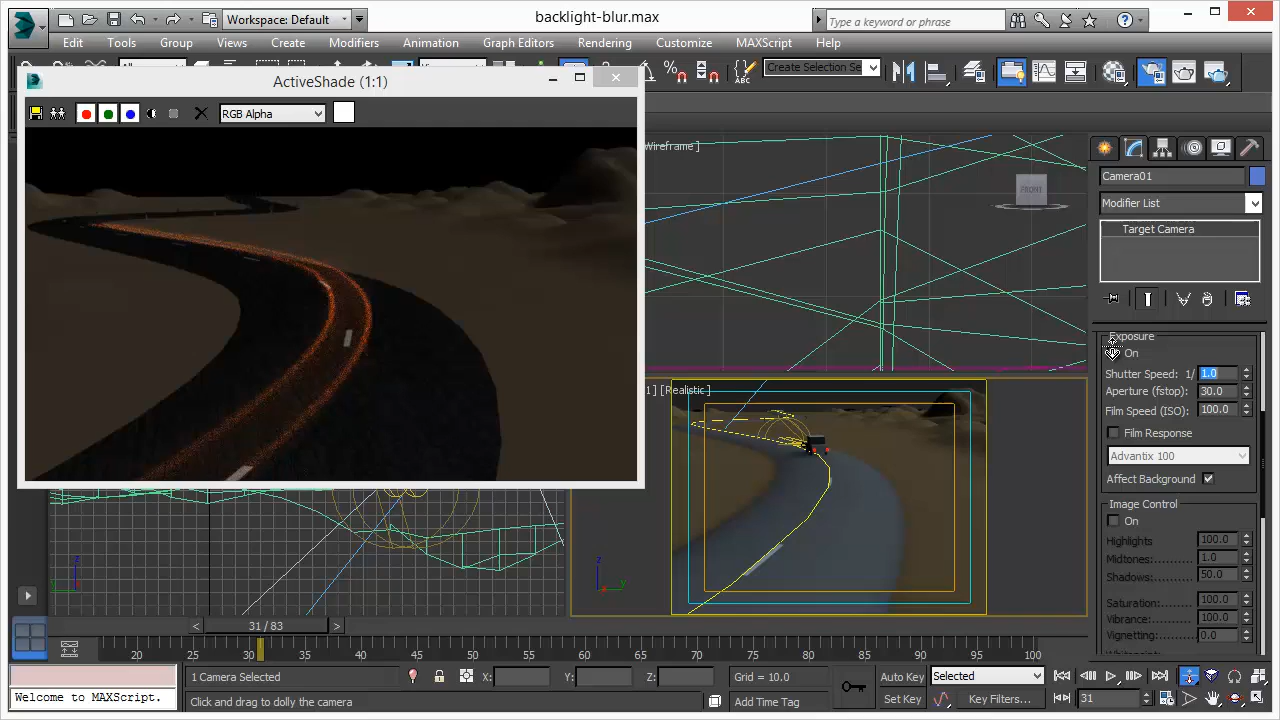 backlight-blur.max
Workspace: Default
Type a keyword or phrase
Edit Tools Group Views Create Modifiers Animation Graph Editors Rendering Customize MAXScript Help
Create Selection Se
ABC
ActiveShade (1:1)
RGB Alpha
Wireframe ]
FRONT
1 ] [Realistic ]
Camera01
Modifier List
Target Camera
Exposure
On
Shutter Speed: 1/ 1.0
Aperture (fstop): 30.0
Film Speed (ISO): 100.0
Film Response
Advantix 100
Affect Background
Image Control
On
Highlights 100.0
Midtones: 1.0
Shadows: 50.0
Saturation: 100.0
Vibrance: 100.0
Vignetting: 0.0
z
z
y
< 31 / 83 >
20 25 30 35 40 45 50 55 60 65 70 75 80 85 90 95 100
1 Camera Selected
X: Y: Z:
Grid = 10.0
Auto Key
Selected
Welcome to MAXScript.
Click and drag to dolly the camera
Add Time Tag
Set Key
Key Filters...
31